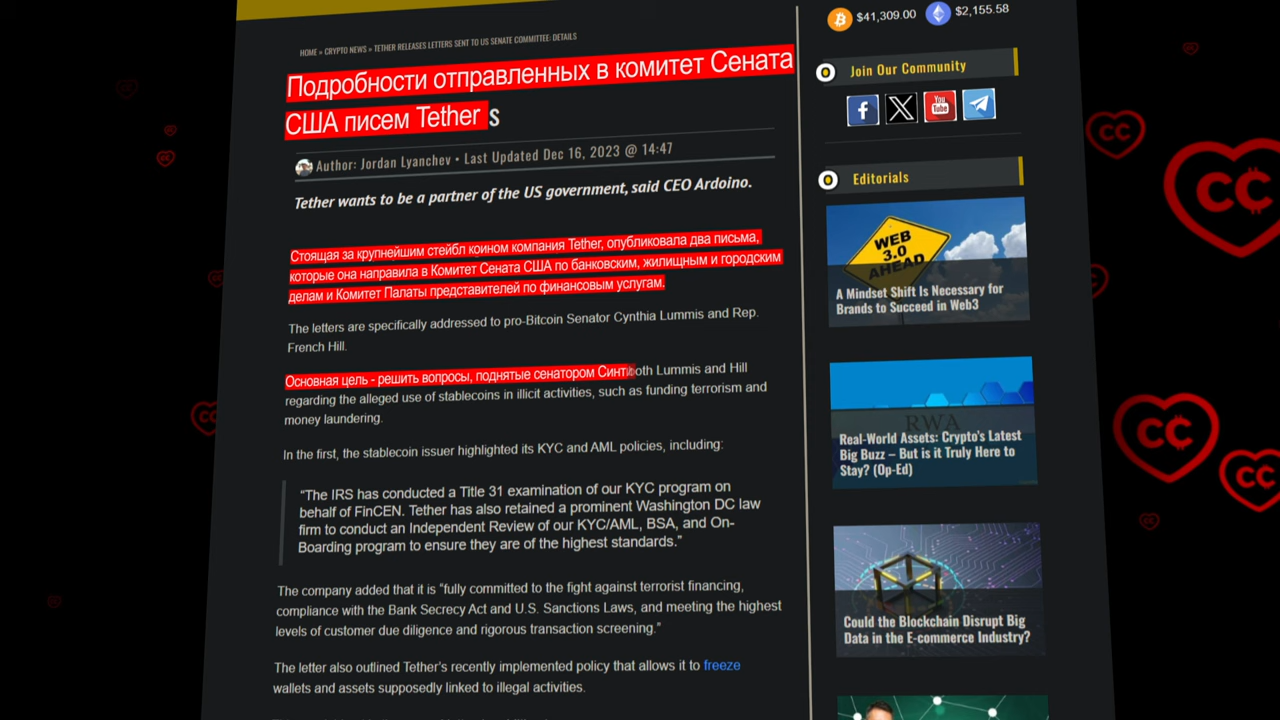 HOME » CRYPTO NEWS » TETHER RELEASES LETTERS SENT TO US SENATE COMMITTEE: DETAILS
Подробности отправленных в комитет Сената
США писем Tether s
Author: Jordan Lyanchev • Last Updated Dec 16, 2023 @ 14:47
Tether wants to be a partner of the US government, said CEO Ardoino.
Стоящая за крупнейшим стейбл коином компания Tether, опубликовала два письма,
которые она направила в Комитет Сената США по банковским, жилищным и городским
делам и Комитет Палаты представителей по финансовым услугам.
The letters are specifically addressed to pro-Bitcoin Senator Cynthia Lummis and Rep.
French Hill.
Основная цель - решить вопросы, поднятые сенатором Синти both Lummis and Hill
regarding the alleged use of stablecoins in illicit activities, such as funding terrorism and
money laundering.
In the first, the stablecoin issuer highlighted its KYC and AML policies, including:
“The IRS has conducted a Title 31 examination of our KYC program on
behalf of FinCEN. Tether has also retained a prominent Washington DC law
firm to conduct an Independent Review of our KYC/AML, BSA, and On-
Boarding program to ensure they are of the highest standards.”
The company added that it is “fully committed to the fight against terrorist financing,
compliance with the Bank Secrecy Act and U.S. Sanctions Laws, and meeting the highest
levels of customer due diligence and rigorous transaction screening.”
The letter also outlined Tether’s recently implemented policy that allows it to freeze
wallets and assets supposedly linked to illegal activities.
$41,309.00 $2,155.58
Join Our Community
You
Tube
Editorials
WEB
3.0
AHEAD
A Mindset Shift Is Necessary for
Brands to Succeed in Web3
RWA
Real-World Assets: Crypto’s Latest
Big Buzz – But is it Truly Here to
Stay? (Op-Ed)
Could the Blockchain Disrupt Big
Data in the E-commerce Industry?